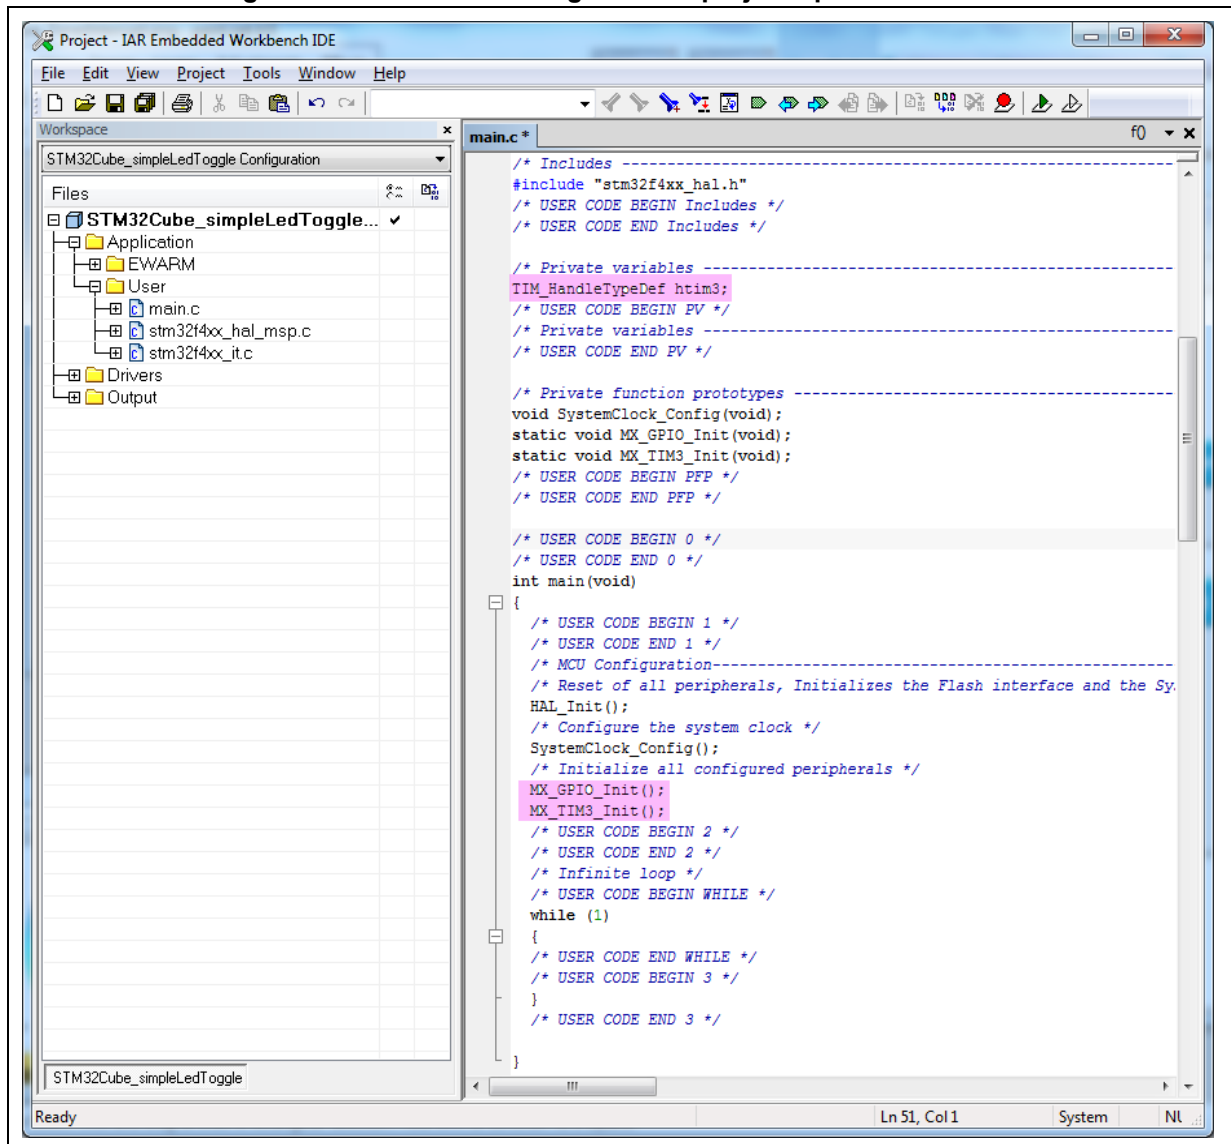 Project - IAR Embedded Workbench IDE
File Edit View Project Tools Window Help
Workspace
STM32Cube_simpleLedToggle Configuration
Files
STM32Cube_simpleLedToggle...
Application
EWARM
User
main.c
stm32f4xx_hal_msp.c
stm32f4xx_it.c
Drivers
Output
STM32Cube_simpleLedToggle
main.c *
f()
/* Includes ------------------------------------------------------------
#include "stm32f4xx_hal.h"
/* USER CODE BEGIN Includes */
/* USER CODE END Includes */
/* Private variables ---------------------------------------------------
TIM_HandleTypeDef htim3;
/* USER CODE BEGIN PV */
/* Private variables ---------------------------------------------------
/* USER CODE END PV */
/* Private function prototypes -----------------------------------------
void SystemClock_Config(void);
static void MX_GPIO_Init(void);
static void MX_TIM3_Init(void);
/* USER CODE BEGIN PFP */
/* USER CODE END PFP */
/* USER CODE BEGIN 0 */
/* USER CODE END 0 */
int main(void)
{
/* USER CODE BEGIN 1 */
/* USER CODE END 1 */
/* MCU Configuration---------------------------------------------------
/* Reset of all peripherals, Initializes the Flash interface and the Sy
HAL_Init();
/* Configure the system clock */
SystemClock_Config();
/* Initialize all configured peripherals */
MX_GPIO_Init();
MX_TIM3_Init();
/* USER CODE BEGIN 2 */
/* USER CODE END 2 */
/* Infinite loop */
/* USER CODE BEGIN WHILE */
while (1)
{
/* USER CODE END WHILE */
/* USER CODE BEGIN 3 */
}
/* USER CODE END 3 */
}
Ready
Ln 51, Col 1
System